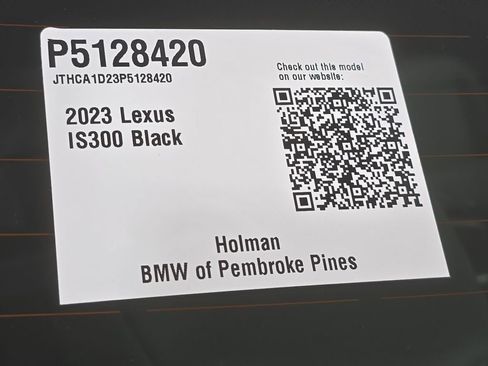 P5128420
JTHCA1D23P5128420
Check out this model
on our website:
2023 Lexus
IS300 Black
Holman
BMW of Pembroke Pines